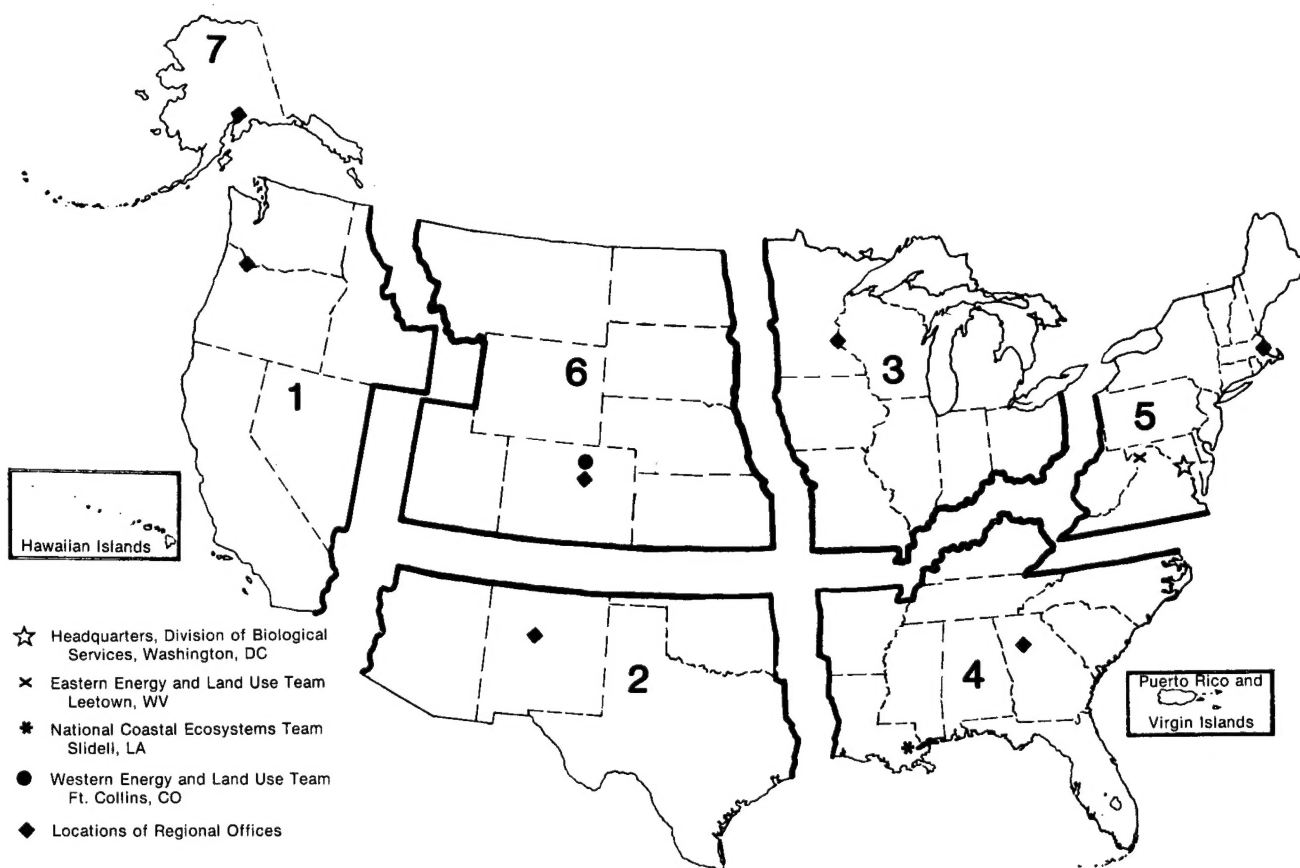 7
6
3
1
5
Hawaiian Islands
Headquarters, Division of Biological
Services, Washington, DC
Eastern Energy and Land Use Team
Leetown, WV
National Coastal Ecosystems Team
Slidell, LA
Western Energy and Land Use Team
Ft. Collins, CO
Locations of Regional Offices
2
4
Puerto Rico and
Virgin Islands